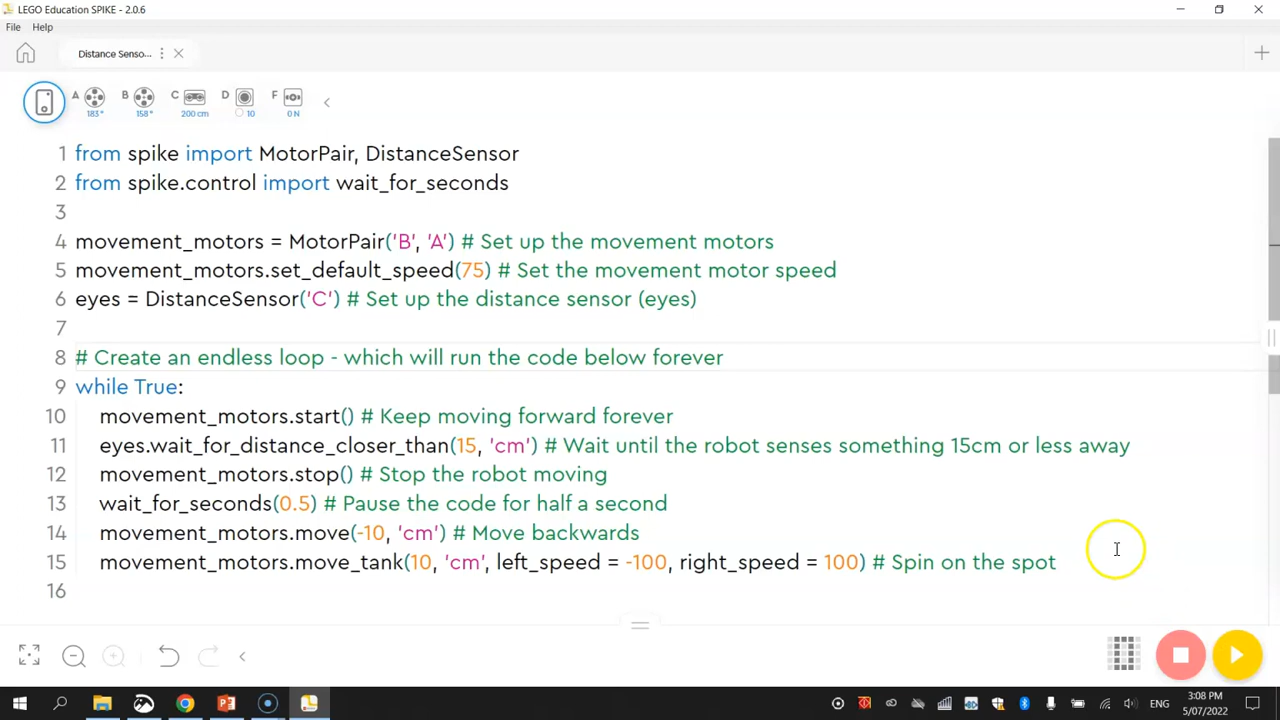 LEGO Education SPIKE - 2.0.6
File Help
Distance Senso...
A B C D F
183° 158° 200 cm 10 0 N
1 from spike import MotorPair, DistanceSensor
2 from spike.control import wait_for_seconds
3
4 movement_motors = MotorPair('B', 'A') # Set up the movement motors
5 movement_motors.set_default_speed(75) # Set the movement motor speed
6 eyes = DistanceSensor('C') # Set up the distance sensor (eyes)
7
8 # Create an endless loop - which will run the code below forever
9 while True:
10 movement_motors.start() # Keep moving forward forever
11 eyes.wait_for_distance_closer_than(15, 'cm') # Wait until the robot senses something 15cm or less away
12 movement_motors.stop() # Stop the robot moving
13 wait_for_seconds(0.5) # Pause the code for half a second
14 movement_motors.move(-10, 'cm') # Move backwards
15 movement_motors.move_tank(10, 'cm', left_speed = -100, right_speed = 100) # Spin on the spot
16
3:08 PM
ENG
5/07/2022